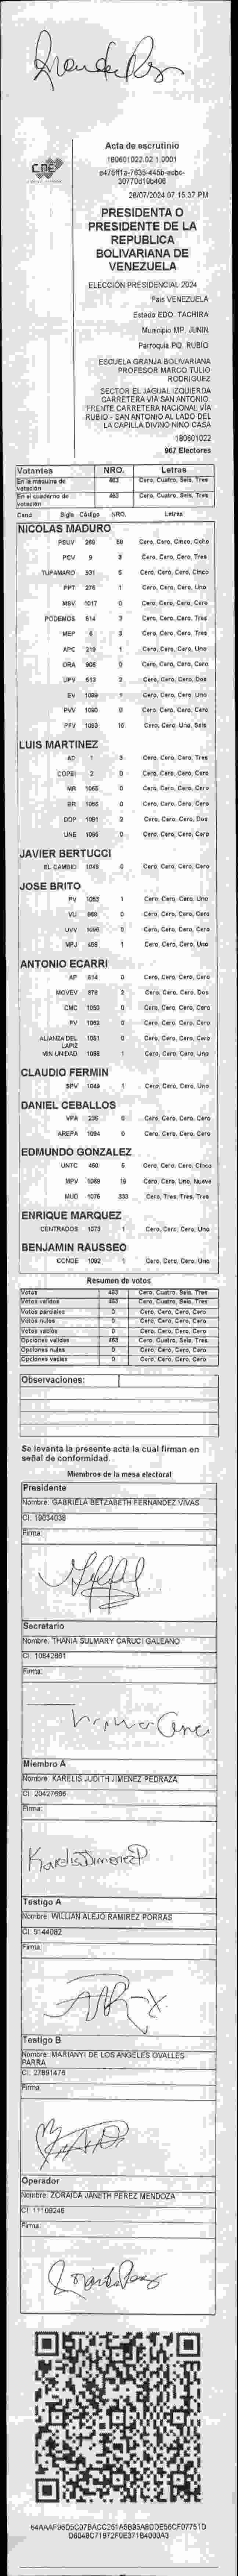 Acta de escrutinio
CNE
180601022.02.1.0001
28/07/2024 07:15:37 PM
PRESIDENTA O
PRESIDENTE DE LA
REPUBLICA
BOLIVARIANA DE
VENEZUELA
ELECCIÓN PRESIDENCIAL 2024
País VENEZUELA
Estado EDO. TACHIRA
Municipio MP. JUNIN
Parroquia PQ. RUBIO
ESCUELA GRANJA BOLIVARIANA
PROFESOR MARCO TULIO
RODRIGUEZ
SECTOR EL JAGUAL IZQUIERDA
CARRETERA VÍA SAN ANTONIO.
FRENTE CARRETERA NACIONAL VÍA
RUBIO - SAN ANTONIO AL LADO DEL
LA CAPILLA DIVINO NIÑO CASA
180601022
967 Electores
Votantes NRO. Letras
En la máquina de votación 463 Cero, Cuatro, Seis, Tres
En el cuaderno de votación 463 Cero, Cuatro, Seis, Tres
Cand Sigla Código NRO. Letras
NICOLAS MADURO
PSUV 269 58 Cero, Cero, Cinco, Ocho
PCV 9 3 Cero, Cero, Cero, Tres
TUPAMARO 931 5 Cero, Cero, Cero, Cinco
PPT 276 1 Cero, Cero, Cero, Uno
MSV 1017 0 Cero, Cero, Cero, Cero
PODEMOS 514 3 Cero, Cero, Cero, Tres
MEP 6 3 Cero, Cero, Cero, Tres
APC 219 1 Cero, Cero, Cero, Uno
ORA 906 0 Cero, Cero, Cero, Cero
UPV 513 2 Cero, Cero, Cero, Dos
EV 1089 1 Cero, Cero, Cero, Uno
PVV 1090 0 Cero, Cero, Cero, Cero
PFV 1093 16 Cero, Cero, Uno, Seis
LUIS MARTINEZ
AD 1 3 Cero, Cero, Cero, Tres
COPEI 2 0 Cero, Cero, Cero, Cero
MR 1065 0 Cero, Cero, Cero, Cero
BR 1066 0 Cero, Cero, Cero, Cero
DDP 1091 2 Cero, Cero, Cero, Dos
UNE 1096 0 Cero, Cero, Cero, Cero
JAVIER BERTUCCI
EL CAMBIO 1045 0 Cero, Cero, Cero, Cero
JOSE BRITO
PV 1053 1 Cero, Cero, Cero, Uno
VU 868 0 Cero, Cero, Cero, Cero
UVV 1098 0 Cero, Cero, Cero, Cero
MPJ 458 1 Cero, Cero, Cero, Uno
ANTONIO ECARRI
AP 814 0 Cero, Cero, Cero, Cero
MOVEV 878 2 Cero, Cero, Cero, Dos
CMC 1050 0 Cero, Cero, Cero, Cero
FV 1062 0 Cero, Cero, Cero, Cero
ALIANZA DEL LAPIZ 1051 0 Cero, Cero, Cero, Cero
MIN UNIDAD 1088 1 Cero, Cero, Cero, Uno
CLAUDIO FERMIN
SPV 1049 1 Cero, Cero, Cero, Uno
DANIEL CEBALLOS
VPA 236 0 Cero, Cero, Cero, Cero
AREPA 1094 0 Cero, Cero, Cero, Cero
EDMUNDO GONZALEZ
UNTC 460 5 Cero, Cero, Cero, Cinco
MPV 1069 19 Cero, Cero, Uno, Nueve
MUD 1076 333 Cero, Tres, Tres, Tres
ENRIQUE MARQUEZ
CENTRADOS 1073 1 Cero, Cero, Cero, Uno
BENJAMIN RAUSSEO
CONDE 1092 1 Cero, Cero, Cero, Uno
Resumen de votos
Votos 463 Cero, Cuatro, Seis, Tres
Votos válidos 463 Cero, Cuatro, Seis, Tres
Votos parciales 0 Cero, Cero, Cero, Cero
Votos nulos 0 Cero, Cero, Cero, Cero
Votos vacíos 0 Cero, Cero, Cero, Cero
Opciones válidas 463 Cero, Cuatro, Seis, Tres
Opciones nulas 0 Cero, Cero, Cero, Cero
Opciones vacías 0 Cero, Cero, Cero, Cero
Observaciones:
Se levanta la presente acta la cual firman en
señal de conformidad.
Miembros de la mesa electoral
Presidente
Nombre: GABRIELA BETZABETH FERNANDEZ VIVAS
CI: 19034039
Firma:
Secretario
Nombre: THANIA SULMARY CARUCI GALEANO
CI: 10842861
Firma:
Miembro A
Nombre: KARELIS JUDITH JIMENEZ PEDRAZA
CI: 20427666
Firma:
Karelis Jimenez P
Testigo A
Nombre: WILLIAN ALEJO RAMIREZ PORRAS
CI: 9144082
Firma:
Testigo B
Nombre: MARIANYI DE LOS ANGELES OVALLES
PARRA
CI: 27891476
Firma:
Operador
Nombre: ZORAIDA JANETH PEREZ MENDOZA
CI: 11109245
Firma: